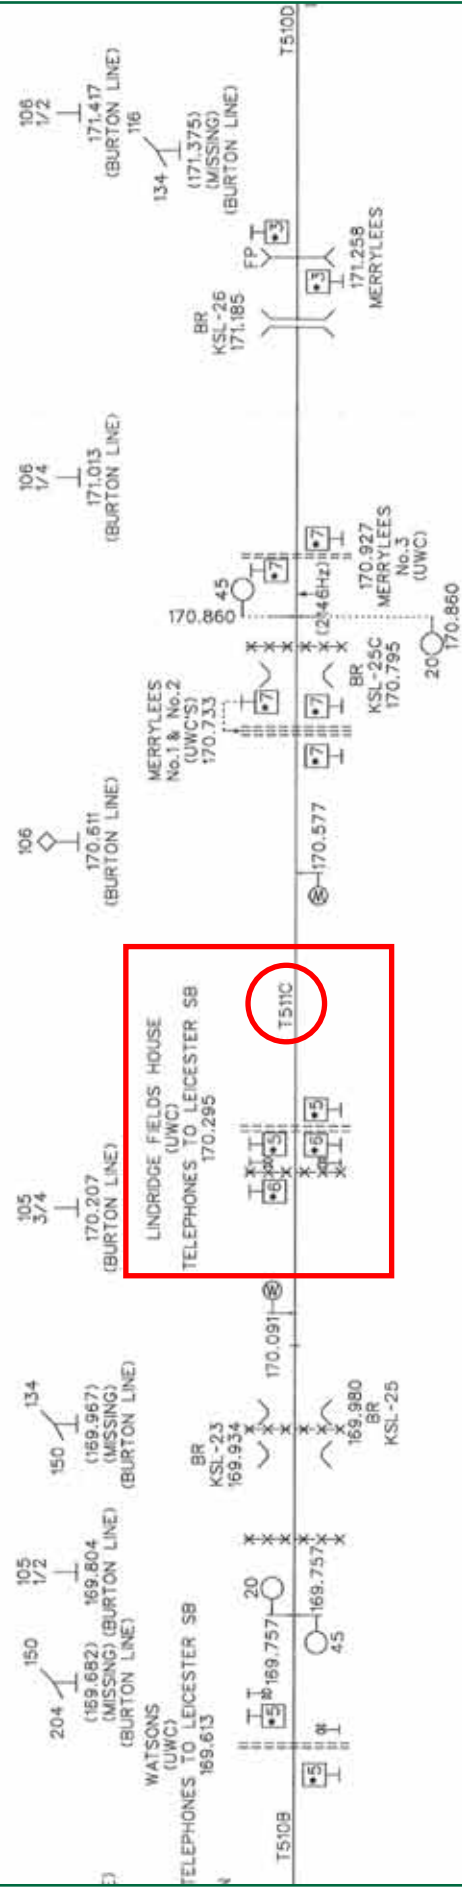 E)
TELEPHONES TO LEICESTER SB
T510B
WATSONS
(UWC)
TELEPHONES TO LEICESTER SB
169.613
*5
*5
204
150
(169.682)
(MISSING)
(BURTON LINE)
105
1/2
169.804
(BURTON LINE)
169.757
20
169.757
45
150
134
(169.967)
(MISSING)
(BURTON LINE)
BR
KSL-23
169.934
169.980
BR
KSL-25
170.091
W
105
3/4
170.207
(BURTON LINE)
LINDRIDGE FIELDS HOUSE
(UWC)
TELEPHONES TO LEICESTER SB
170.295
*6
*5
*6
*5
T511C
106
170.611
(BURTON LINE)
W
170.577
MERRYLEES
No.1 & No.2
(UWC'S)
170.733
*7
*7
*7
BR
KSL-25C
170.795
170.860
45
20
170.860
(2146Hz)
*7
*7
170.927
MERRYLEES
No.3
(UWC)
106
1/4
171.013
(BURTON LINE)
BR
KSL-26
171.185
FP
*3
*3
171.258
MERRYLEES
134
116
(171.375)
(MISSING)
(BURTON LINE)
106
1/2
171.417
(BURTON LINE)
T510D